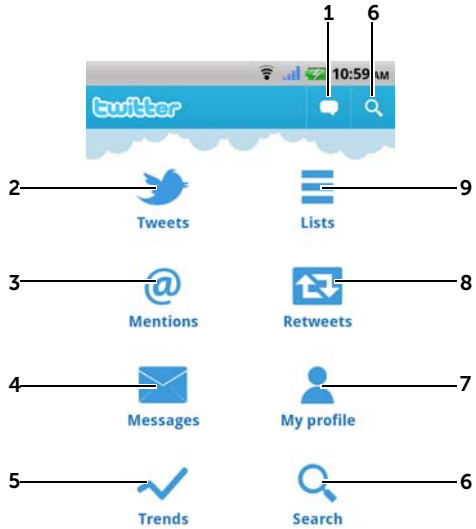 1 6
10:59 AM
twitter
2 9
Tweets Lists
3 @ 8
Mentions Retweets
4 7
Messages My profile
5 6
Trends Search